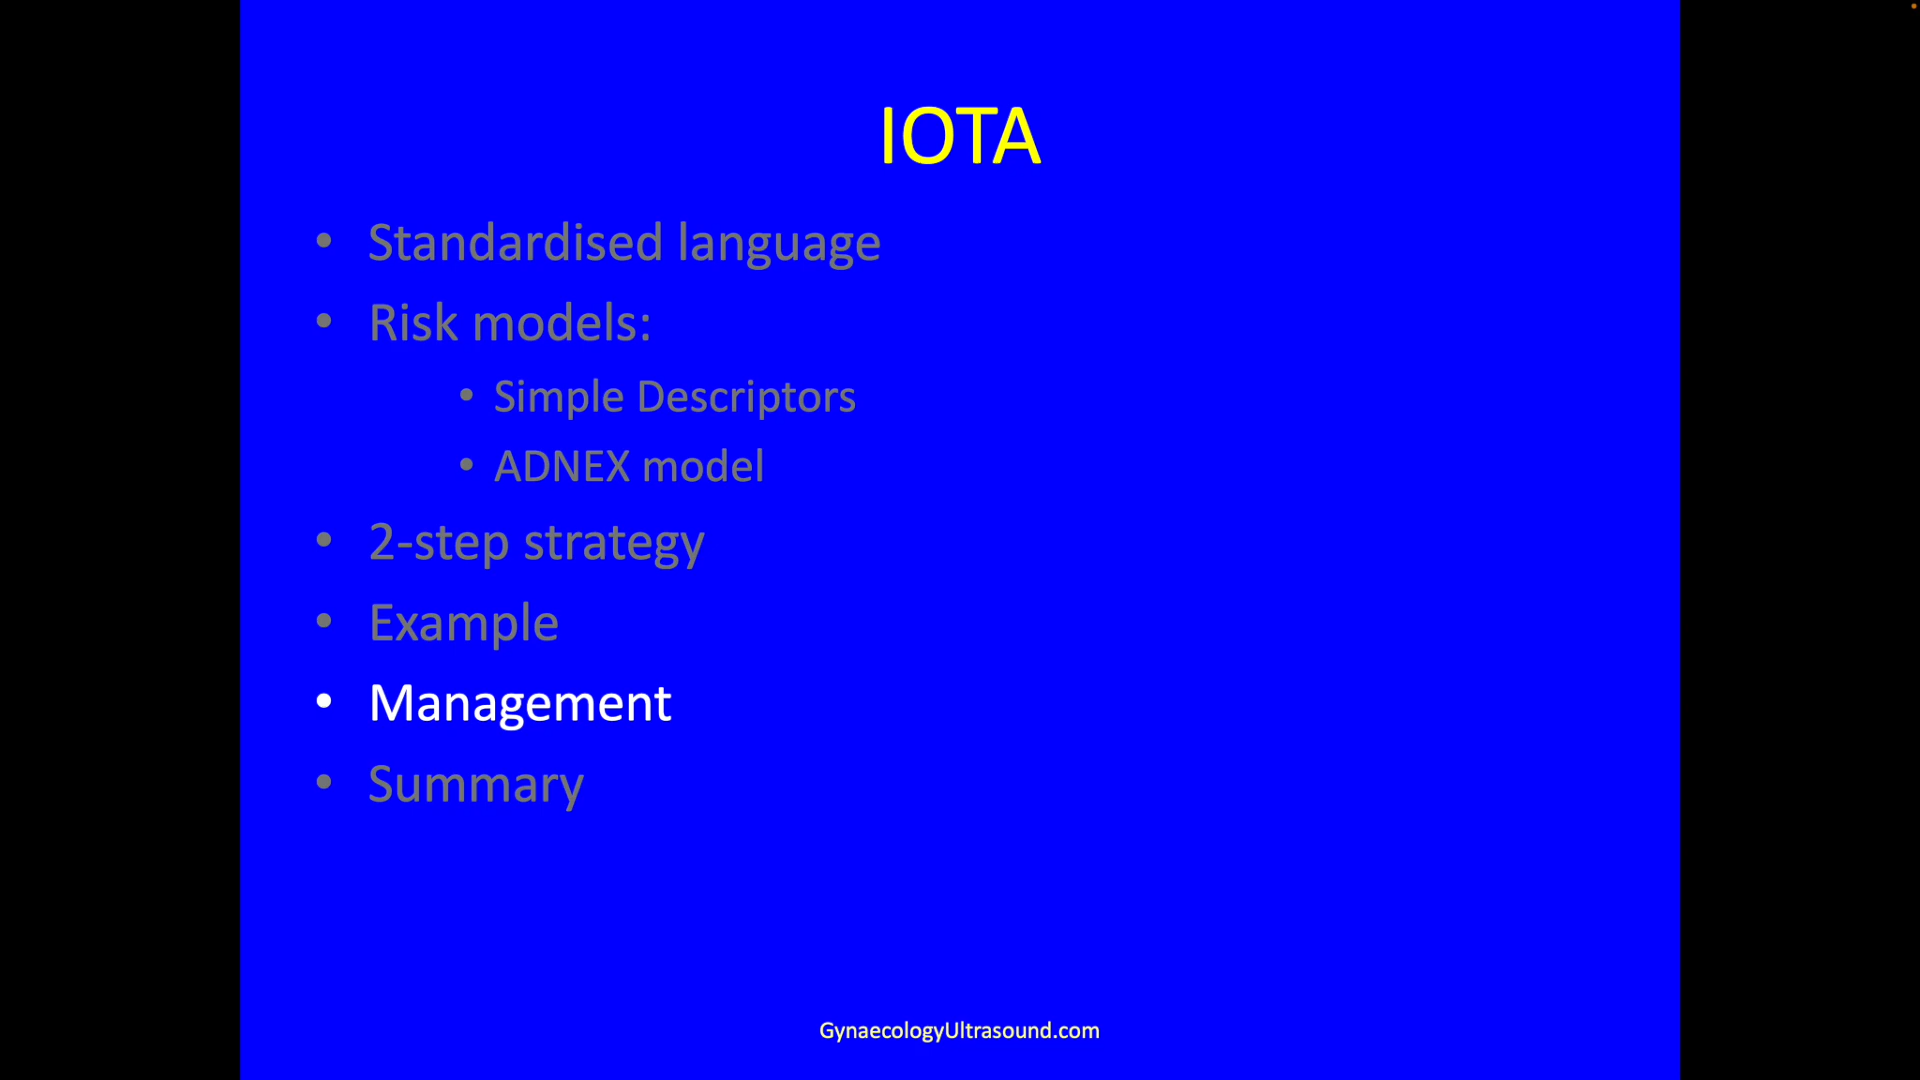 IOTA
• Standardised language
• Risk models:
• Simple Descriptors
• ADNEX model
• 2-step strategy
• Example
• Management
• Summary
GynaecologyUltrasound.com